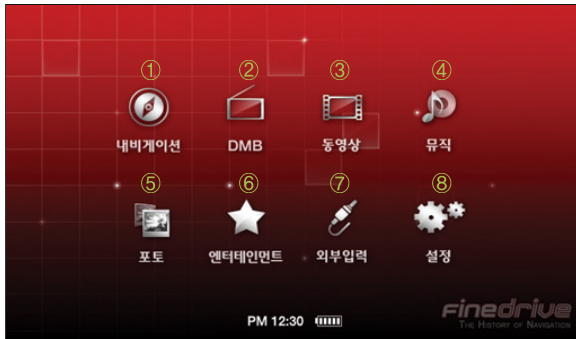 ① ② ③ ④
내비게이션 DMB 동영상 뮤직
⑤ ⑥ ⑦ ⑧
포토 엔터테인먼트 외부입력 설정
PM 12:30
finedrive
THE HISTORY OF NAVIGATION